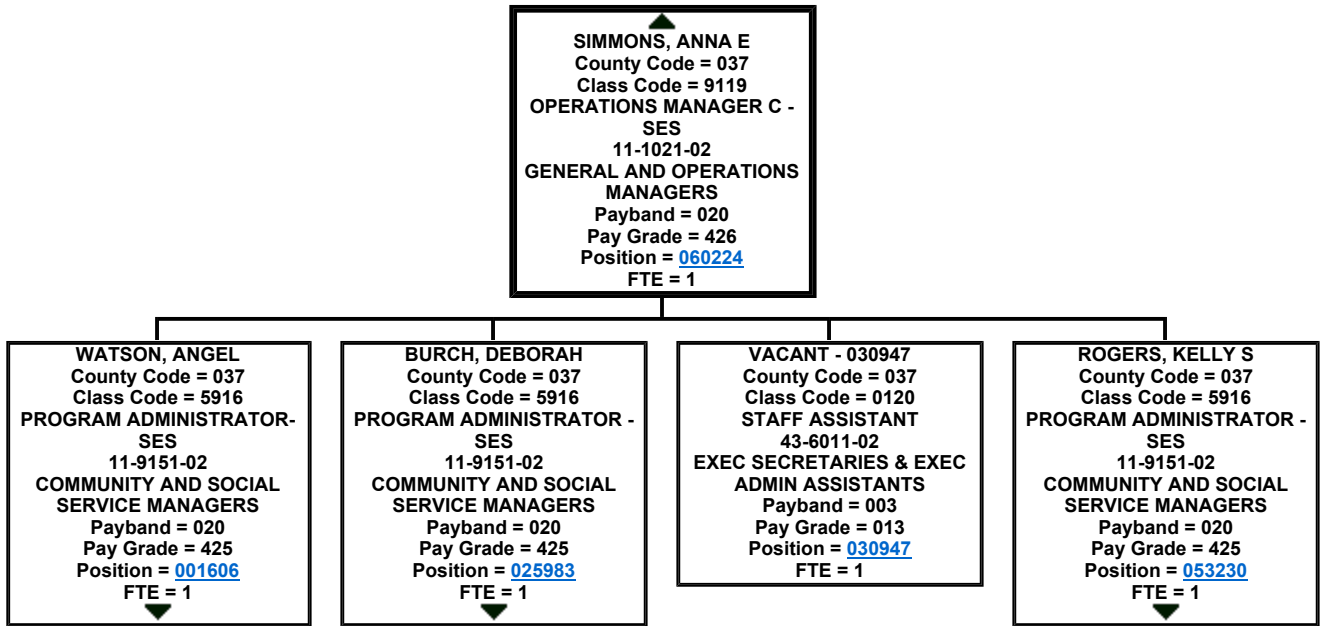 SIMMONS, ANNA E
County Code = 037
Class Code = 9119
OPERATIONS MANAGER C -
SES
11-1021-02
GENERAL AND OPERATIONS
MANAGERS
Payband = 020
Pay Grade = 426
Position = 060224
FTE = 1
WATSON, ANGEL
County Code = 037
Class Code = 5916
PROGRAM ADMINISTRATOR-
SES
11-9151-02
COMMUNITY AND SOCIAL
SERVICE MANAGERS
Payband = 020
Pay Grade = 425
Position = 001606
FTE = 1
BURCH, DEBORAH
County Code = 037
Class Code = 5916
PROGRAM ADMINISTRATOR -
SES
11-9151-02
COMMUNITY AND SOCIAL
SERVICE MANAGERS
Payband = 020
Pay Grade = 425
Position = 025983
FTE = 1
VACANT - 030947
County Code = 037
Class Code = 0120
STAFF ASSISTANT
43-6011-02
EXEC SECRETARIES & EXEC
ADMIN ASSISTANTS
Payband = 003
Pay Grade = 013
Position = 030947
FTE = 1
ROGERS, KELLY S
County Code = 037
Class Code = 5916
PROGRAM ADMINISTRATOR -
SES
11-9151-02
COMMUNITY AND SOCIAL
SERVICE MANAGERS
Payband = 020
Pay Grade = 425
Position = 053230
FTE = 1